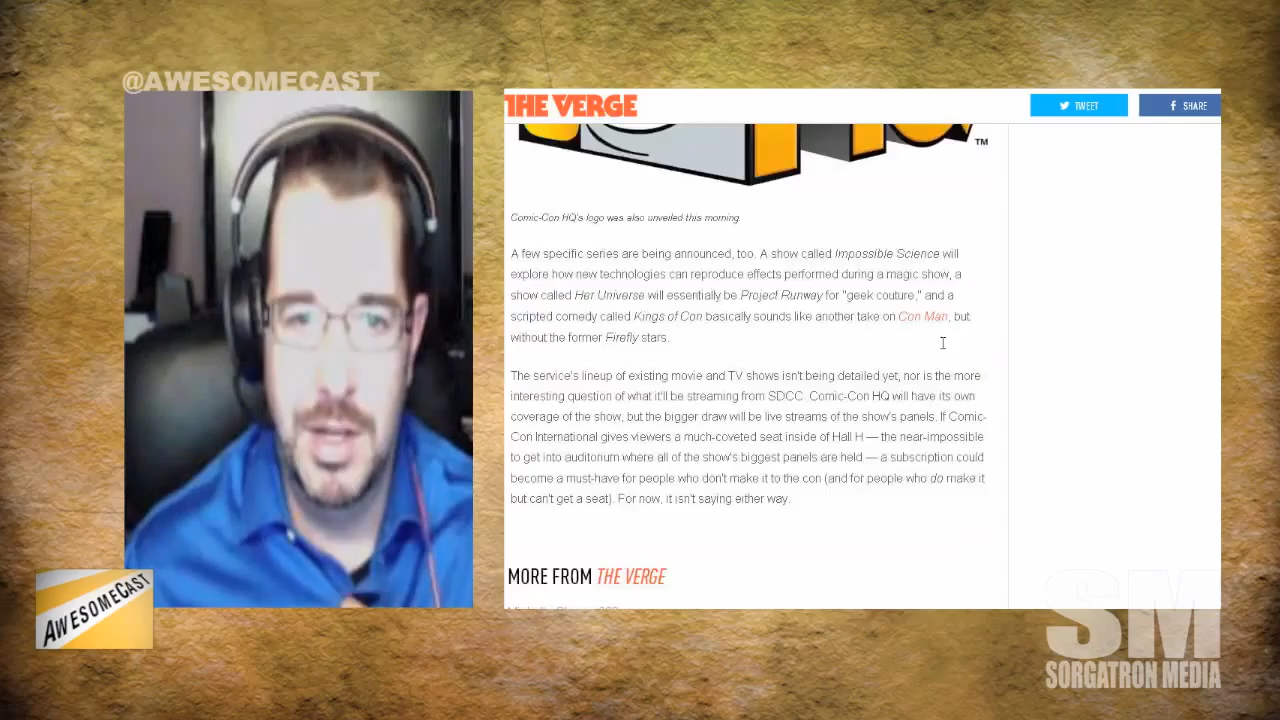 @AWESOMECAST
THE VERGE
TWEET
SHARE
TM
Comic-Con HQ's logo was also unveiled this morning.
A few specific series are being announced, too. A show called Impossible Science will
explore how new technologies can reproduce effects performed during a magic show, a
show called Her Universe will essentially be Project Runway for "geek couture," and a
scripted comedy called Kings of Con basically sounds like another take on Con Man, but
without the former Firefly stars.
The service's lineup of existing movie and TV shows isn't being detailed yet, nor is the more
interesting question of what it'll be streaming from SDCC. Comic-Con HQ will have its own
coverage of the show, but the bigger draw will be live streams of the show's panels. If Comic-
Con International gives viewers a much-coveted seat inside of Hall H — the near-impossible
to get into auditorium where all of the show's biggest panels are held — a subscription could
become a must-have for people who don't make it to the con (and for people who do make it
but can't get a seat). For now, it isn't saying either way.
MORE FROM THE VERGE
AWESOMECAST
SM
SORGATRON MEDIA